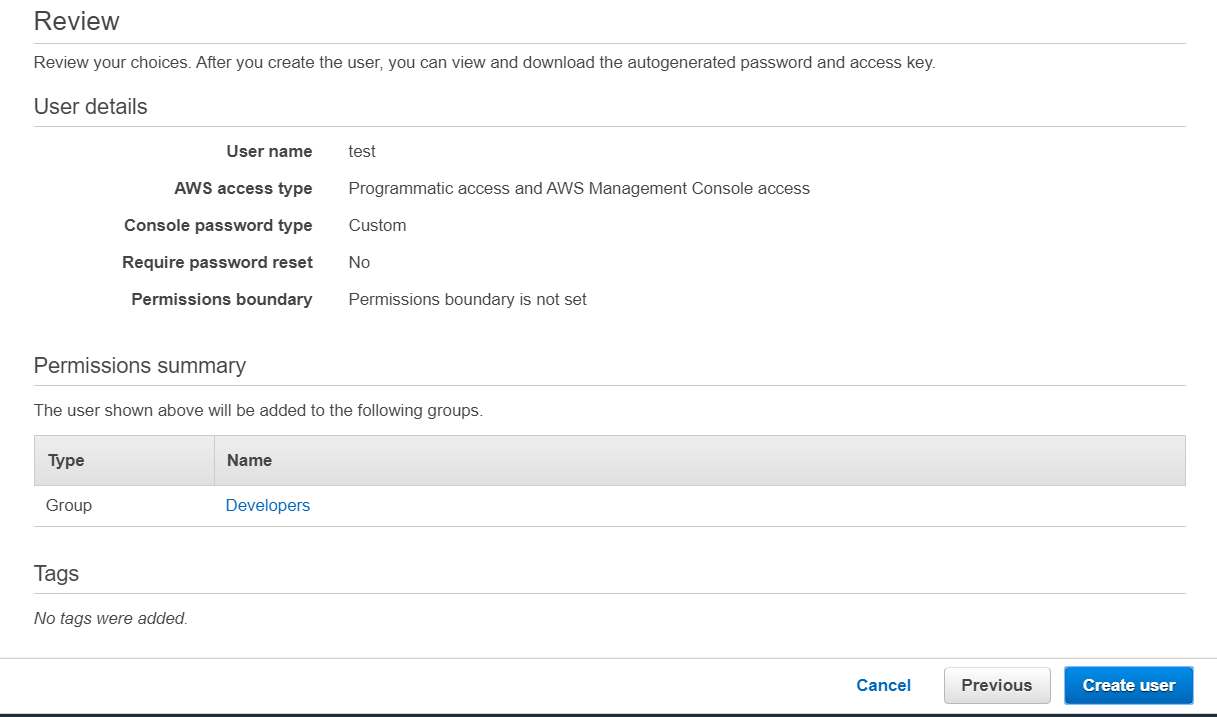 Review
Review your choices. After you create the user, you can view and download the autogenerated password and access key.
User details
User name test
AWS access type Programmatic access and AWS Management Console access
Console password type Custom
Require password reset No
Permissions boundary Permissions boundary is not set
Permissions summary
The user shown above will be added to the following groups.
Type Name
Group Developers
Tags
No tags were added.
Cancel Previous Create user